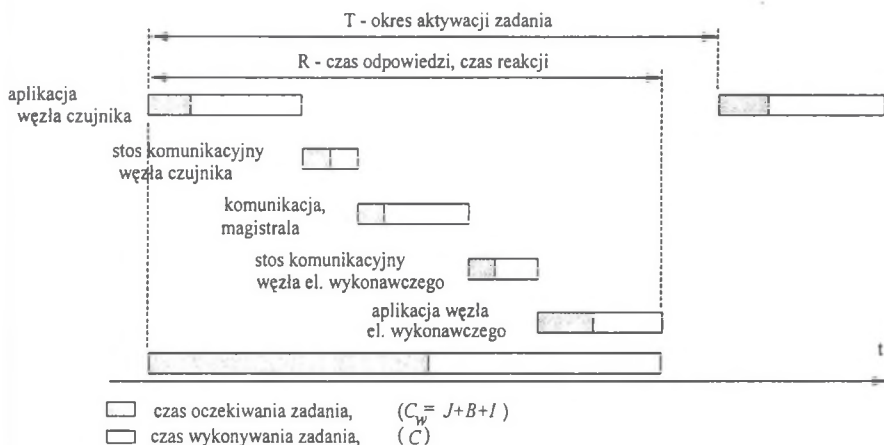 T - okres aktywacji zadania
R - czas odpowiedzi, czas reakcji
aplikacja
węzła czujnika
stos komunikacyjny
węzła czujnika
komunikacja,
magistrala
stos komunikacyjny
węzła el. wykonawczego
aplikacja węzła
el. wykonawczego
t
czas oczekiwania zadania, (C_w = J+B+I)
czas wykonywania zadania, (C)